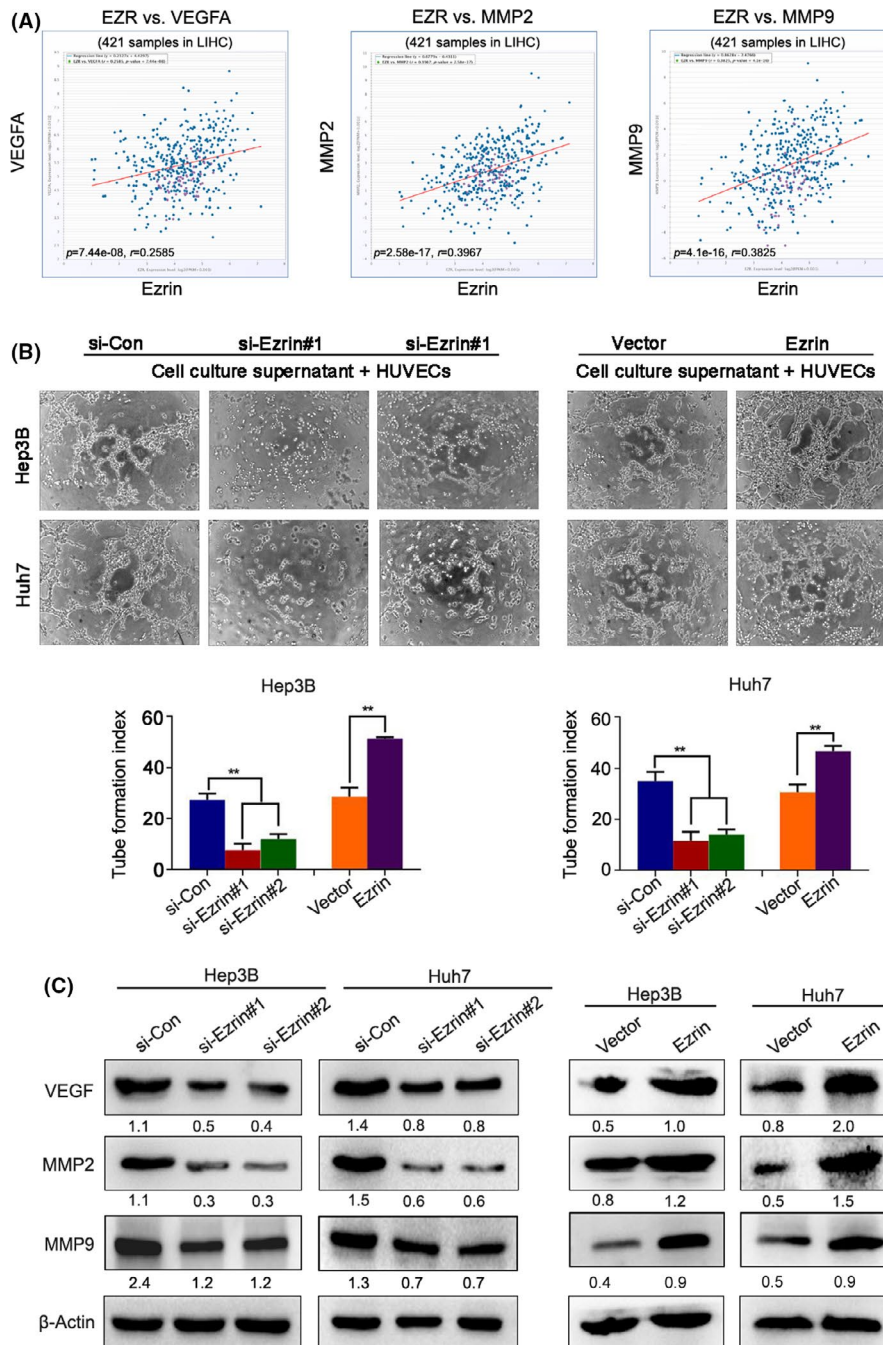 (A)
EZR vs. VEGFA
EZR vs. MMP2
EZR vs. MMP9
(421 samples in LIHC)
(421 samples in LIHC)
(421 samples in LIHC)
VEGFA
MMP2
MMP9
p=7.44e-08, r=0.2585
p=2.58e-17, r=0.3967
p=4.1e-16, r=0.3825
Ezrin
Ezrin
Ezrin
(B)
si-Con si-Ezrin#1 si-Ezrin#1
Vector Ezrin
Cell culture supernatant + HUVECs
Cell culture supernatant + HUVECs
Hep3B
Huh7
Hep3B
Tube formation index
60
40
20
0
**
**
si-Con
si-Ezrin#1
si-Ezrin#2
Vector
Ezrin
Huh7
Tube formation index
60
40
20
0
**
**
si-Con
si-Ezrin#1
si-Ezrin#2
Vector
Ezrin
(C)
Hep3B
Huh7
Hep3B
Huh7
si-Con si-Ezrin#1 si-Ezrin#2
si-Con si-Ezrin#1 si-Ezrin#2
Vector Ezrin
Vector Ezrin
VEGF
1.1 0.5 0.4 1.4 0.8 0.8 0.5 1.0 0.8 2.0
MMP2
1.1 0.3 0.3 1.5 0.6 0.6 0.8 1.2 0.5 1.5
MMP9
2.4 1.2 1.2 1.3 0.7 0.7 0.4 0.9 0.5 0.9
β-Actin